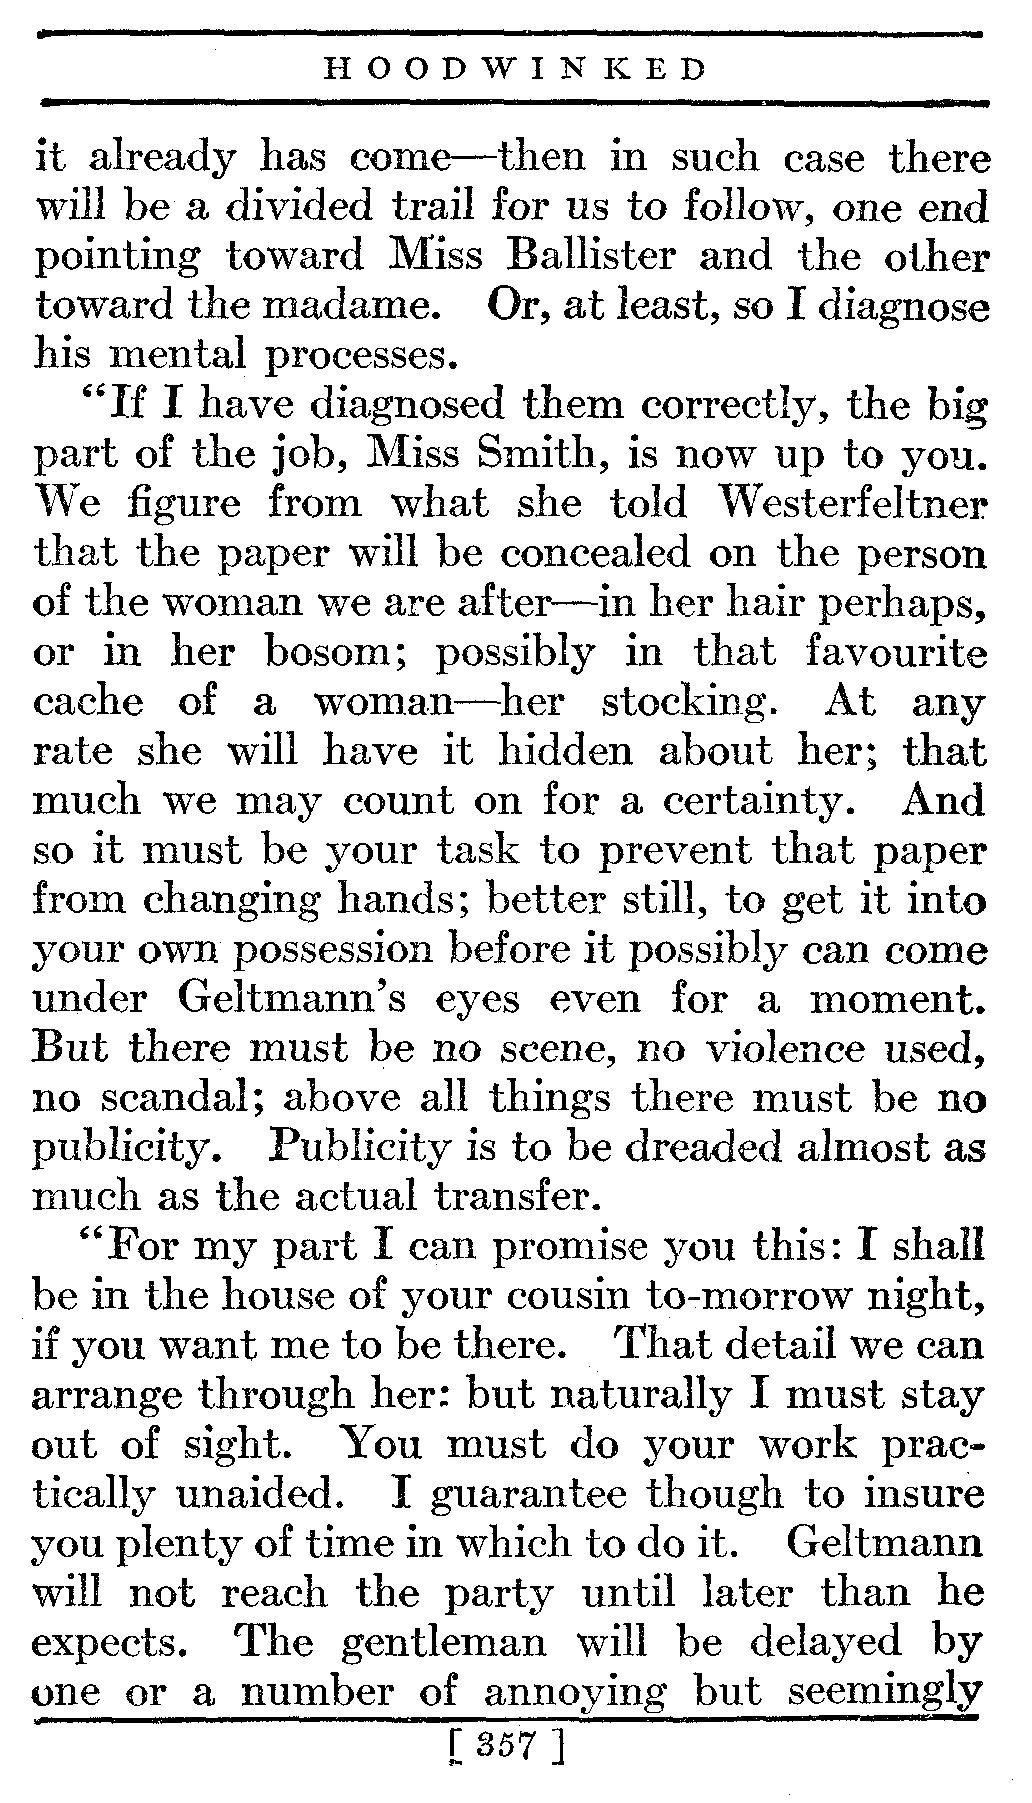 HOODWINKED
it already has come—then in such case there
will be a divided trail for us to follow, one end
pointing toward Miss Ballister and the other
toward the madame. Or, at least, so I diagnose
his mental processes.
“If I have diagnosed them correctly, the big
part of the job, Miss Smith, is now up to you.
We figure from what she told Westerfeltner
that the paper will be concealed on the person
of the woman we are after—in her hair perhaps,
or in her bosom; possibly in that favourite
cache of a woman—her stocking. At any
rate she will have it hidden about her; that
much we may count on for a certainty. And
so it must be your task to prevent that paper
from changing hands; better still, to get it into
your own possession before it possibly can come
under Geltmann’s eyes even for a moment.
But there must be no scene, no violence used,
no scandal; above all things there must be no
publicity. Publicity is to be dreaded almost as
much as the actual transfer.
“For my part I can promise you this: I shall
be in the house of your cousin to-morrow night,
if you want me to be there. That detail we can
arrange through her: but naturally I must stay
out of sight. You must do your work prac-
tically unaided. I guarantee though to insure
you plenty of time in which to do it. Geltmann
will not reach the party until later than he
expects. The gentleman will be delayed by
one or a number of annoying but seemingly
[ 357 ]